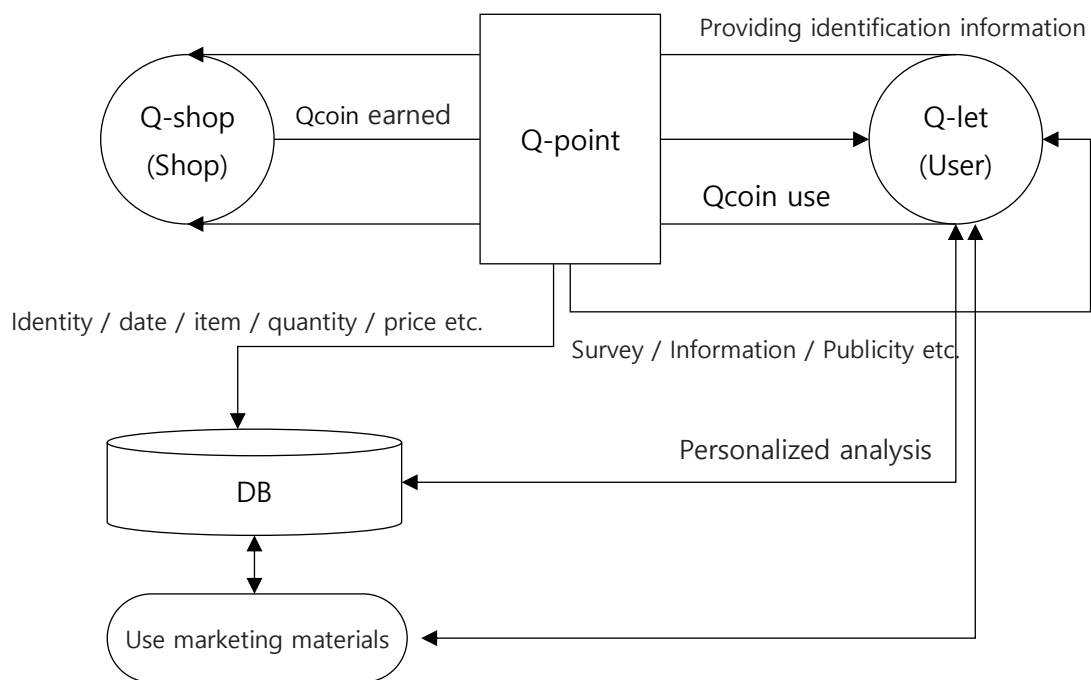 Providing identification information
Q-shop
(Shop)
Qcoin earned
Q-point
Q-let
(User)
Qcoin use
Identity / date / item / quantity / price etc.
Survey / Information / Publicity etc.
Personalized analysis
DB
Use marketing materials